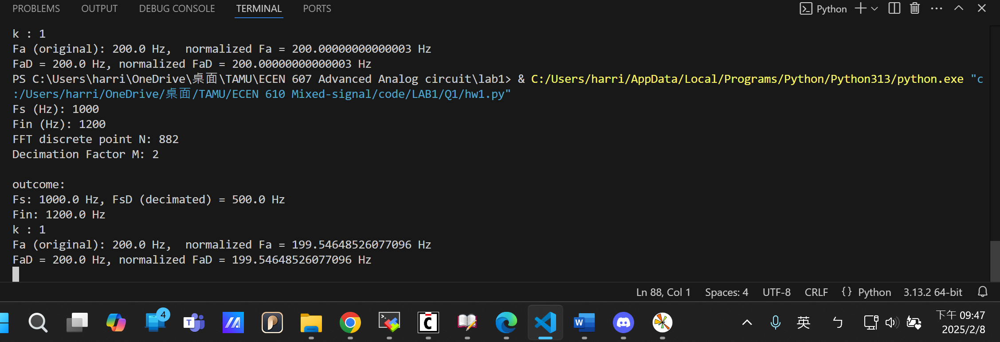 PROBLEMS OUTPUT DEBUG CONSOLE TERMINAL PORTS Python
k : 1
Fa (original): 200.0 Hz,  normalized Fa = 200.00000000000003 Hz
FaD = 200.0 Hz, normalized FaD = 200.00000000000003 Hz
PS C:\Users\harri\OneDrive\桌面\TAMU\ECEN 607 Advanced Analog circuit\lab1> & C:/Users/harri/AppData/Local/Programs/Python/Python313/python.exe "c
:/Users/harri/OneDrive/桌面/TAMU/ECEN 610 Mixed-signal/code/LAB1/Q1/hw1.py"
Fs (Hz): 1000
Fin (Hz): 1200
FFT discrete point N: 882
Decimation Factor M: 2
outcome:
Fs: 1000.0 Hz, FsD (decimated) = 500.0 Hz
Fin: 1200.0 Hz
k : 1
Fa (original): 200.0 Hz,  normalized Fa = 199.54648526077096 Hz
FaD = 200.0 Hz, normalized FaD = 199.54648526077096 Hz
Ln 88, Col 1 Spaces: 4 UTF-8 CRLF {} Python 3.13.2 64-bit
4
T
P
C
W
英
ㄅ
下午 09:47
2025/2/8